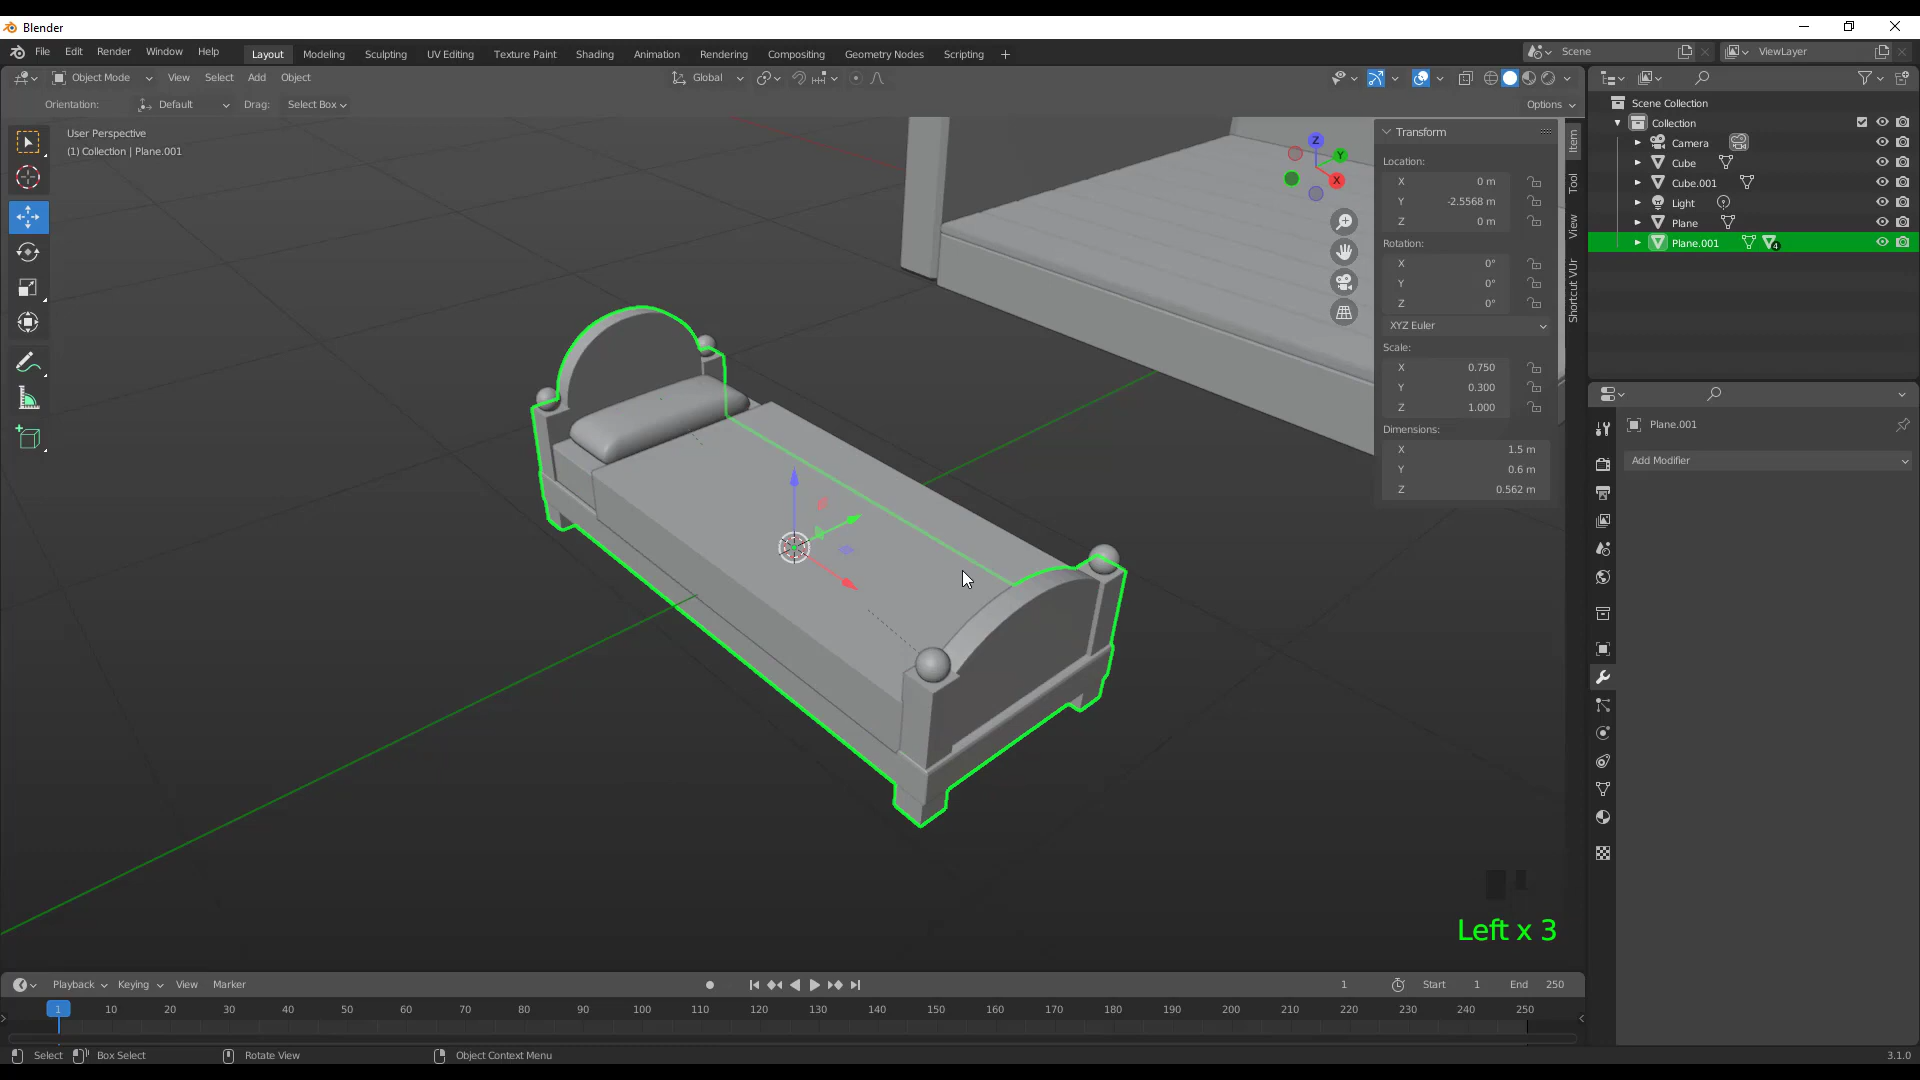 Blender
File Edit Render Window Help Layout Modeling Sculpting UV Editing Texture Paint Shading Animation Rendering Compositing Geometry Nodes Scripting + Scene ViewLayer
Object Mode View Select Add Object Global
Orientation: Default Drag: Select Box Options
User Perspective
(1) Collection | Plane.001
Z
Y
X
Transform
Location:
X 0 m
Y -2.5568 m
Z 0 m
Rotation:
X 0°
Y 0°
Z 0°
XYZ Euler
Scale:
X 0.750
Y 0.300
Z 1.000
Dimensions:
X 1.5 m
Y 0.6 m
Z 0.562 m
Item
Tool
View
Shortcut VUr
Scene Collection
Collection
Camera
Cube
Cube.001
Light
Plane
Plane.001 4
Plane.001
Add Modifier
Left x 3
Playback Keying View Marker 1 Start 1 End 250
1 10 20 30 40 50 60 70 80 90 100 110 120 130 140 150 160 170 180 190 200 210 220 230 240 250
Select Box Select Rotate View Object Context Menu 3.1.0